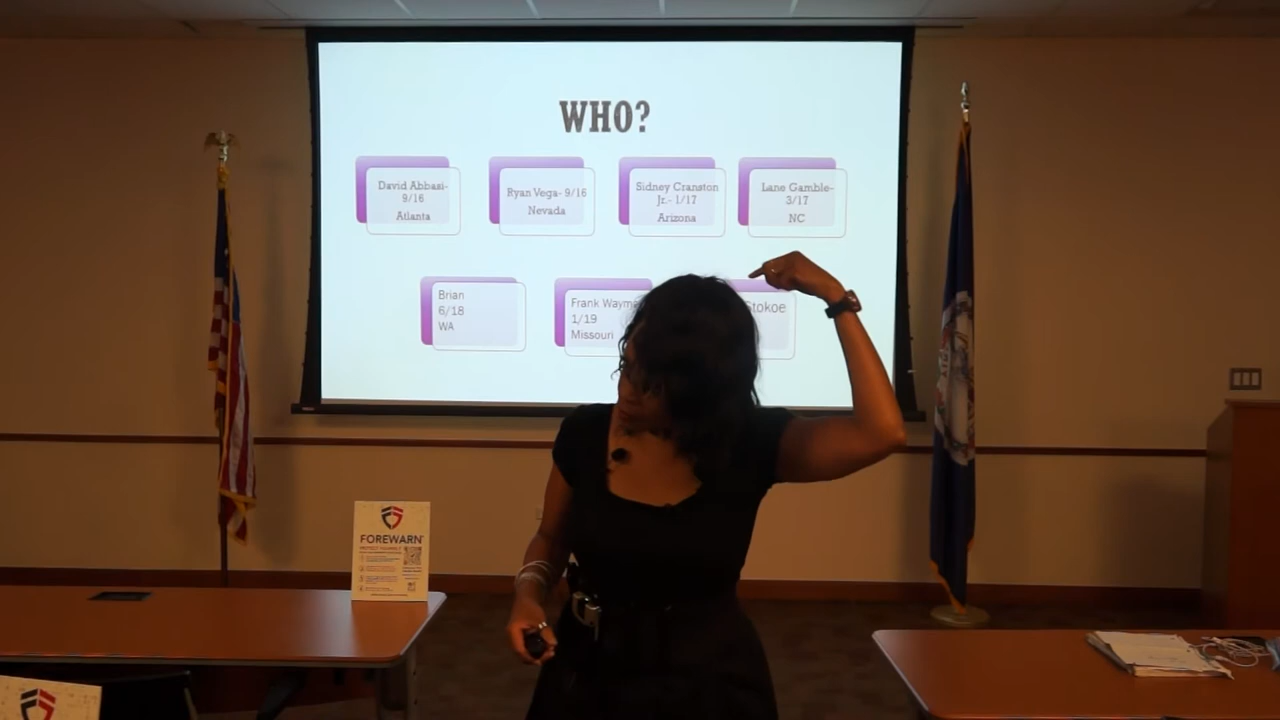 WHO?
David Abbasi-
9/16
Atlanta
Ryan Vega- 9/16
Nevada
Sidney Cranston
Jr.- 1/17
Arizona
Lane Gamble-
3/17
NC
Brian
6/18
WA
Frank
1/19
Missouri
Stokoe
FOREWARN